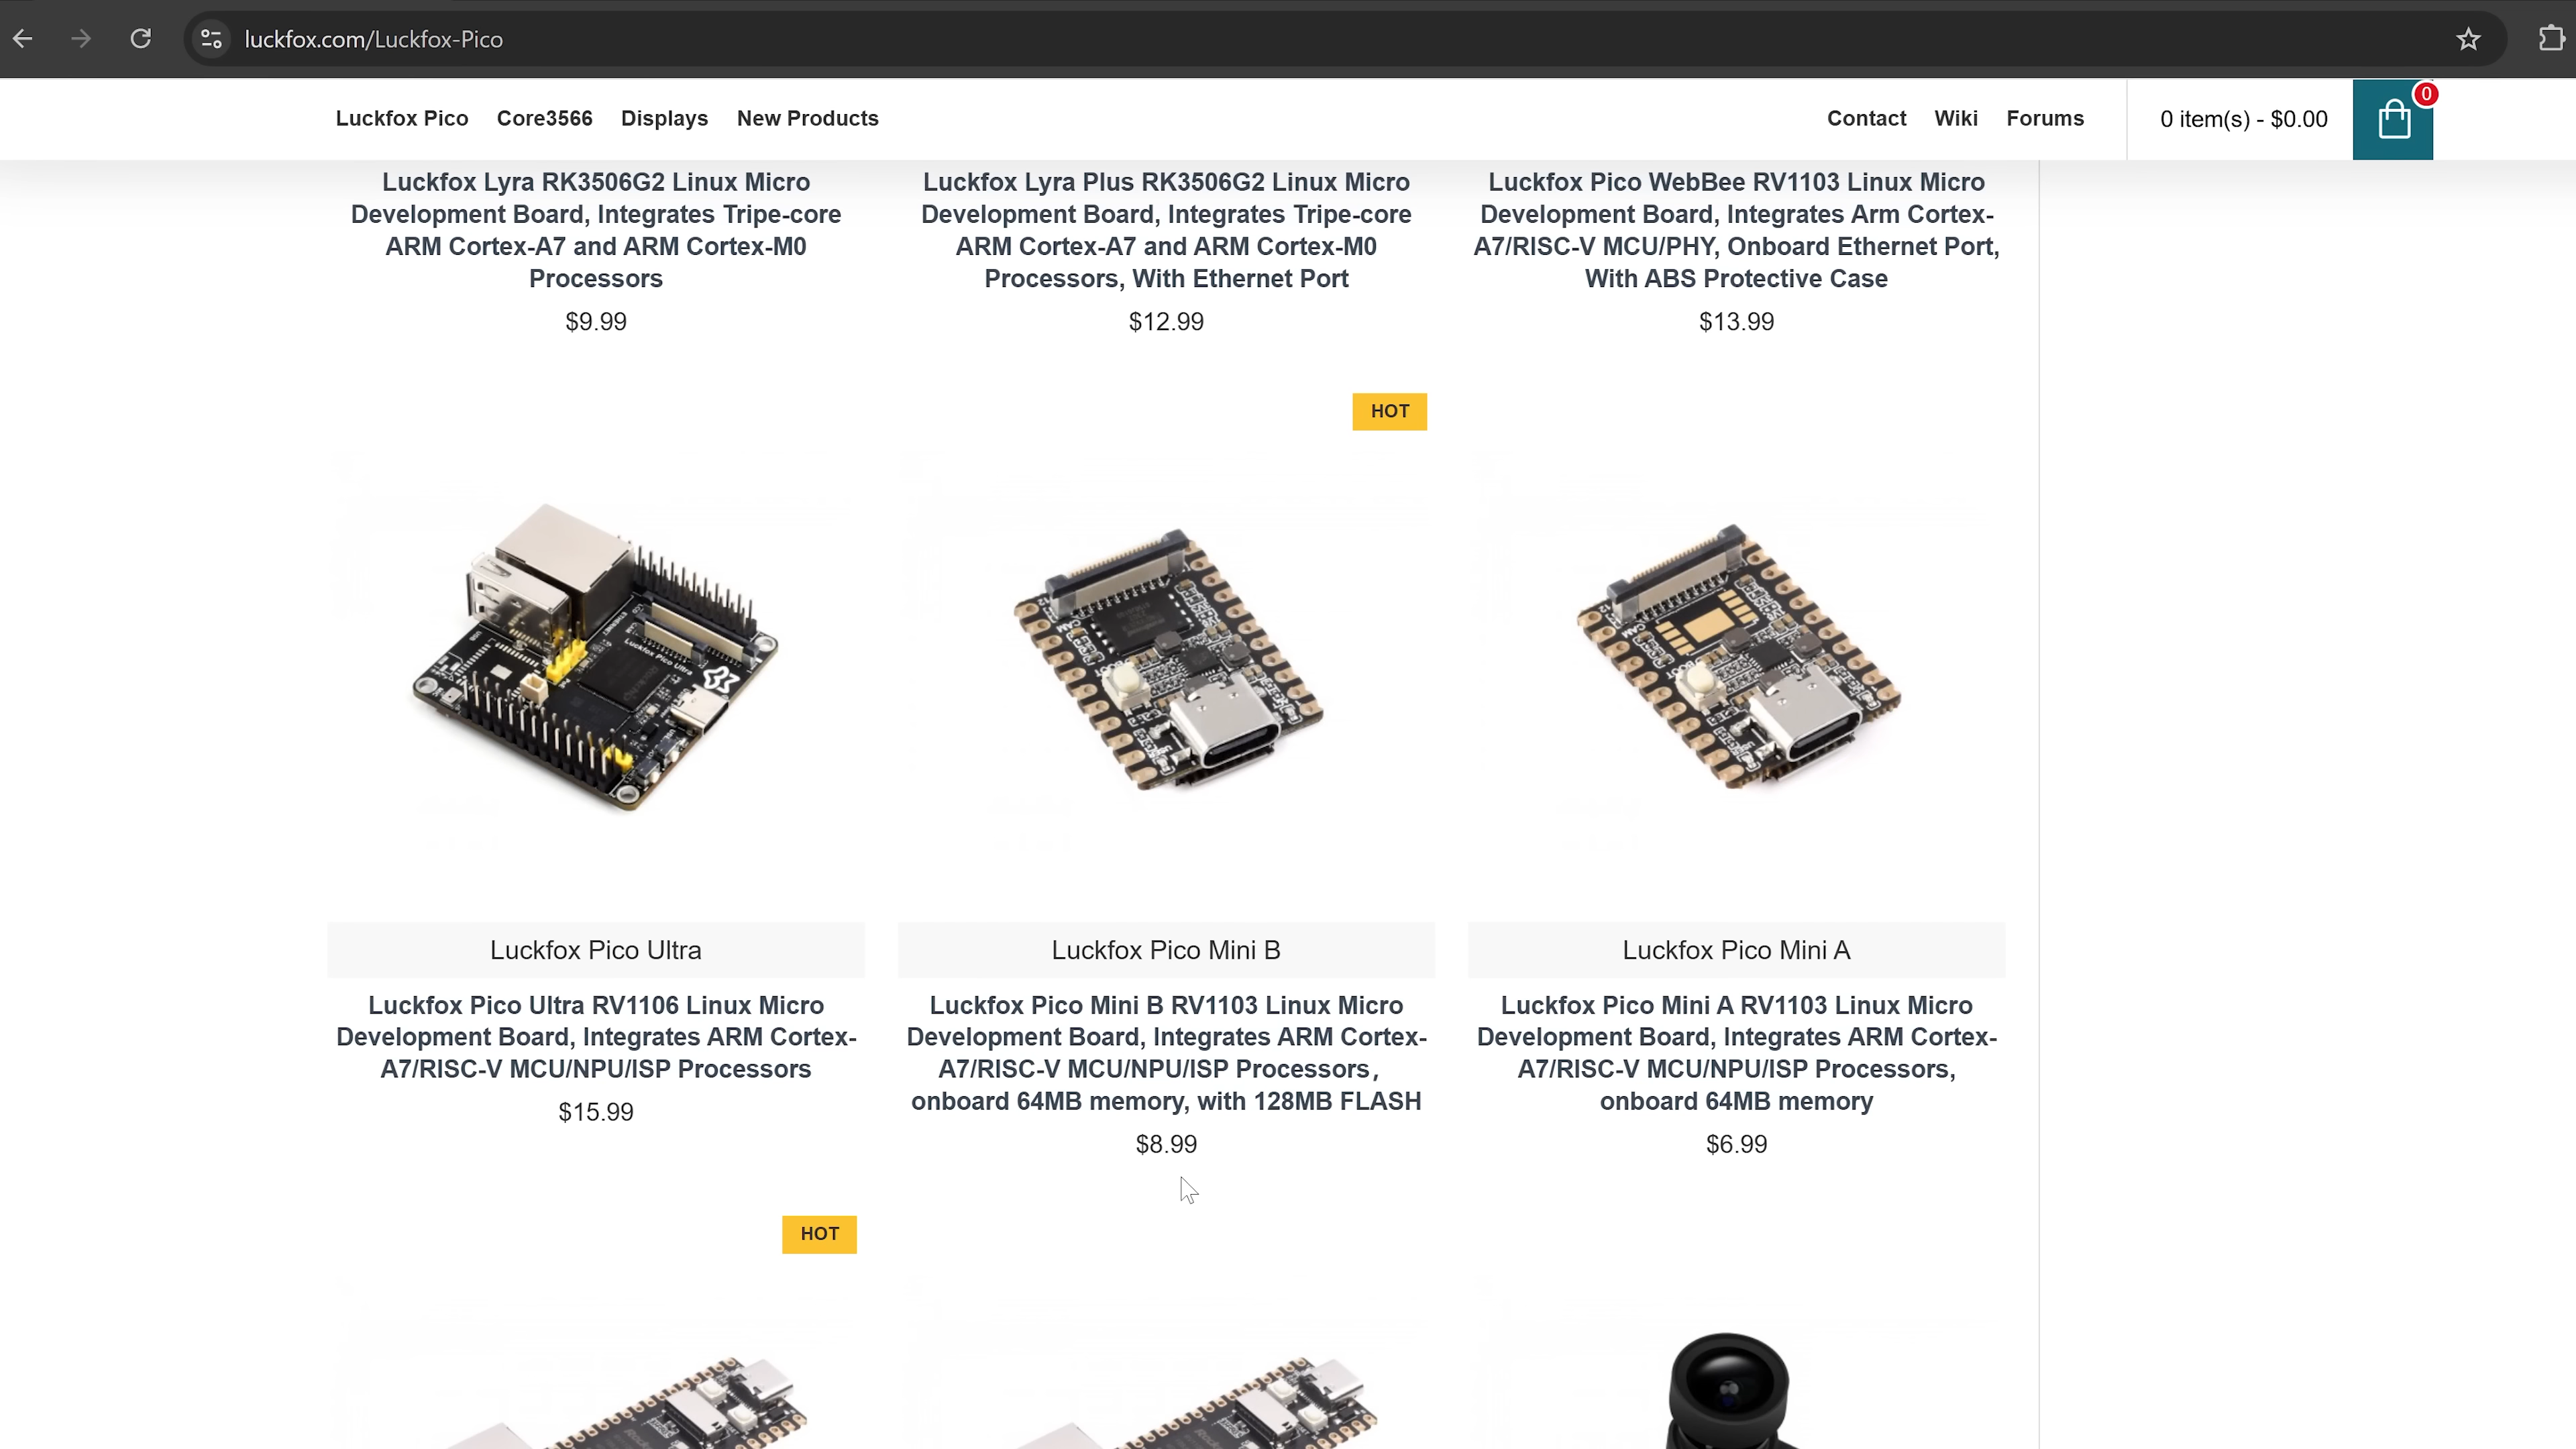 luckfox.com/Luckfox-Pico
Luckfox Pico
Core3566
Displays
New Products
Contact
Wiki
Forums
0 item(s) - $0.00
0
Luckfox Lyra RK3506G2 Linux Micro
Development Board, Integrates Tripe-core
ARM Cortex-A7 and ARM Cortex-M0
Processors
$9.99
Luckfox Lyra Plus RK3506G2 Linux Micro
Development Board, Integrates Tripe-core
ARM Cortex-A7 and ARM Cortex-M0
Processors, With Ethernet Port
$12.99
Luckfox Pico WebBee RV1103 Linux Micro
Development Board, Integrates Arm Cortex-
A7/RISC-V MCU/PHY, Onboard Ethernet Port,
With ABS Protective Case
$13.99
Luckfox Pico Ultra
Luckfox Pico Ultra
Luckfox Pico Ultra RV1106 Linux Micro
Development Board, Integrates ARM Cortex-
A7/RISC-V MCU/NPU/ISP Processors
$15.99
HOT
CAM
Luckfox Pico Mini B
Luckfox Pico Mini B RV1103 Linux Micro
Development Board, Integrates ARM Cortex-
A7/RISC-V MCU/NPU/ISP Processors，
onboard 64MB memory, with 128MB FLASH
$8.99
CAM
Luckfox Pico Mini A
Luckfox Pico Mini A RV1103 Linux Micro
Development Board, Integrates ARM Cortex-
A7/RISC-V MCU/NPU/ISP Processors,
onboard 64MB memory
$6.99
HOT